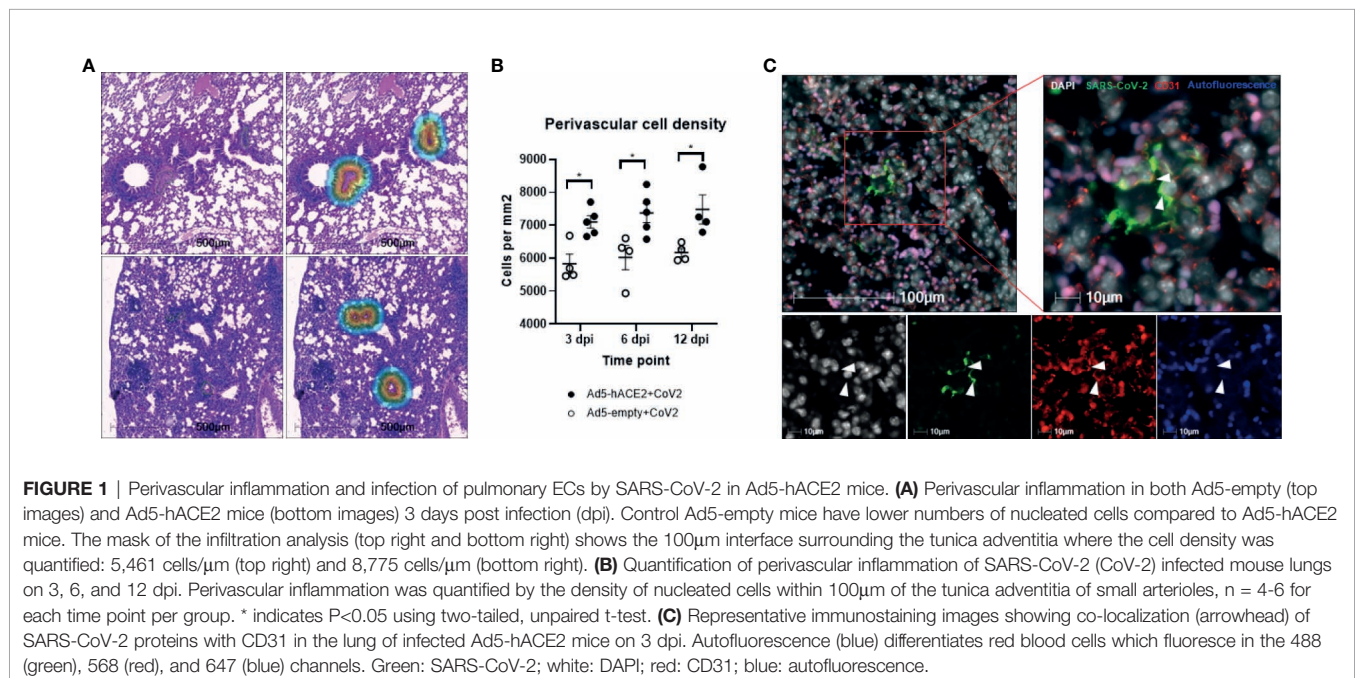 A
B
C
500µm
500µm
500µm
500µm
Perivascular cell density
Cells per mm2
9000
8000
7000
6000
5000
4000
*
*
*
3 dpi
6 dpi
12 dpi
Time point
Ad5-hACE2+CoV2
Ad5-empty+CoV2
DAPI SARS-CoV-2 CD31 Autofluorescence
100µm
10µm
10µm
10µm
10µm
10µm
FIGURE 1 | Perivascular inflammation and infection of pulmonary ECs by SARS-CoV-2 in Ad5-hACE2 mice. (A) Perivascular inflammation in both Ad5-empty (top
images) and Ad5-hACE2 mice (bottom images) 3 days post infection (dpi). Control Ad5-empty mice have lower numbers of nucleated cells compared to Ad5-hACE2
mice. The mask of the infiltration analysis (top right and bottom right) shows the 100µm interface surrounding the tunica adventitia where the cell density was
quantified: 5,461 cells/µm (top right) and 8,775 cells/µm (bottom right). (B) Quantification of perivascular inflammation of SARS-CoV-2 (CoV-2) infected mouse lungs
on 3, 6, and 12 dpi. Perivascular inflammation was quantified by the density of nucleated cells within 100µm of the tunica adventitia of small arterioles, n = 4-6 for
each time point per group. * indicates P<0.05 using two-tailed, unpaired t-test. (C) Representative immunostaining images showing co-localization (arrowhead) of
SARS-CoV-2 proteins with CD31 in the lung of infected Ad5-hACE2 mice on 3 dpi. Autofluorescence (blue) differentiates red blood cells which fluoresce in the 488
(green), 568 (red), and 647 (blue) channels. Green: SARS-CoV-2; white: DAPI; red: CD31; blue: autofluorescence.